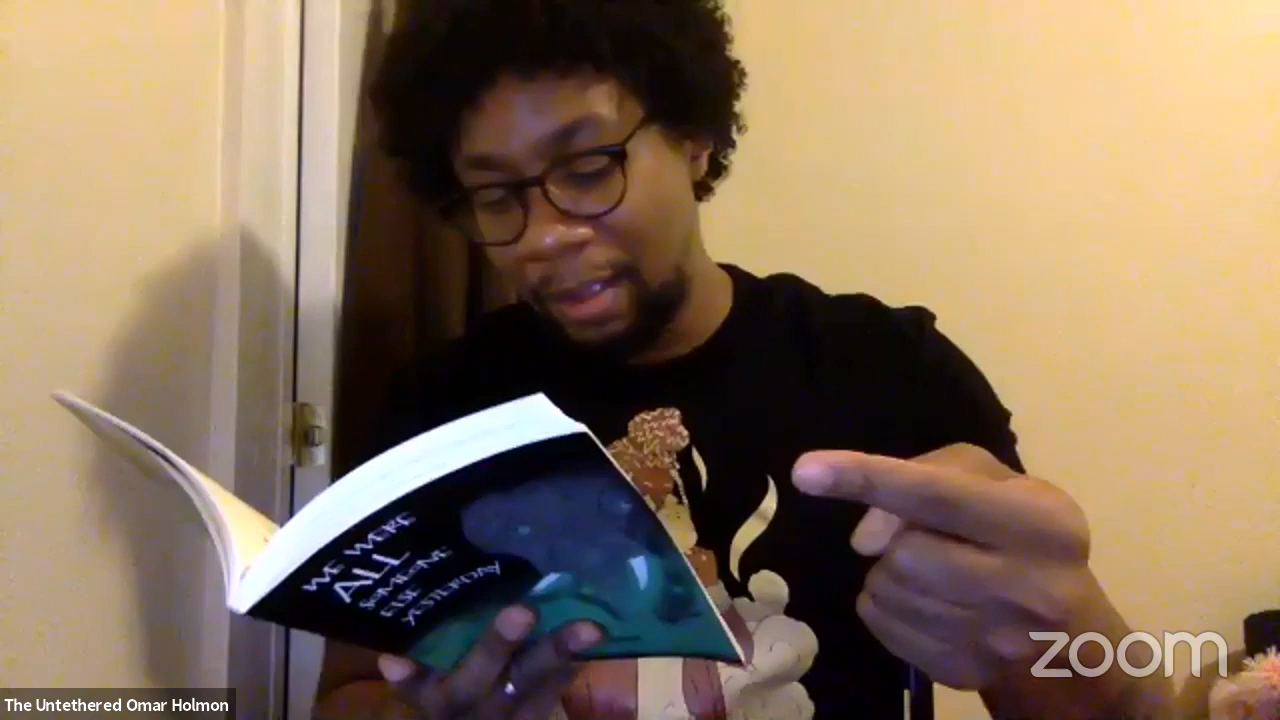 WE WERE
ALL
SOMEONE
ELSE
YESTERDAY
zoom
The Untethered Omar Holmon